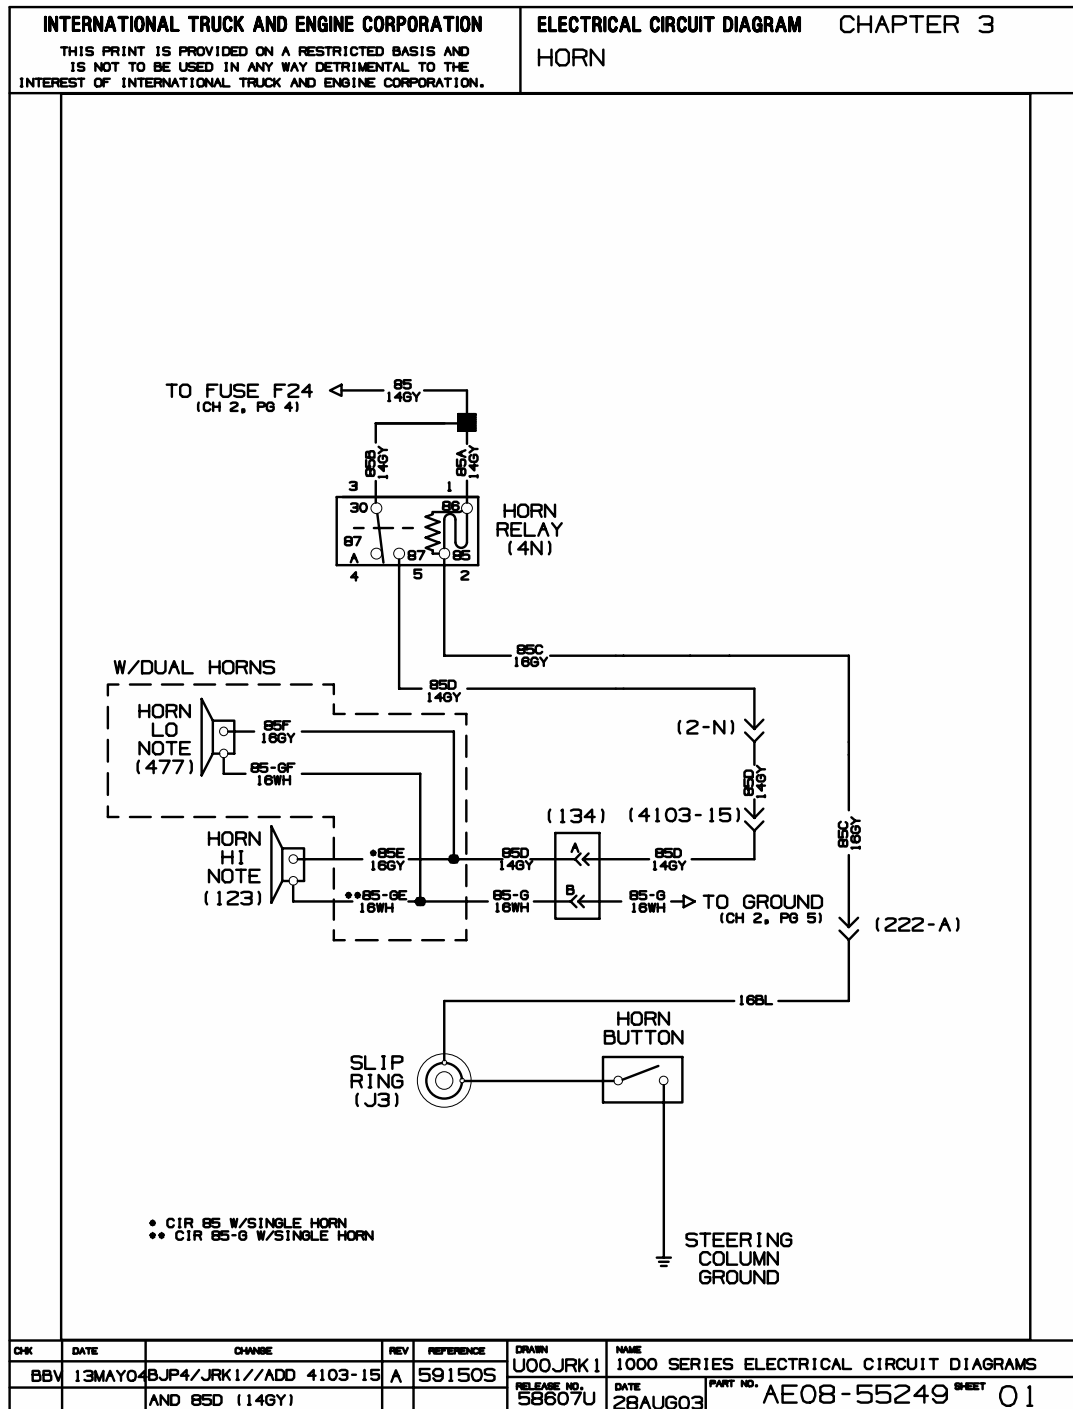 INTERNATIONAL TRUCK AND ENGINE CORPORATION
THIS PRINT IS PROVIDED ON A RESTRICTED BASIS AND
IS NOT TO BE USED IN ANY WAY DETRIMENTAL TO THE
INTEREST OF INTERNATIONAL TRUCK AND ENGINE CORPORATION.
ELECTRICAL CIRCUIT DIAGRAM CHAPTER 3
HORN
TO FUSE F24
(CH 2, PG 4)
85
14GY
85B
14GY
85A
14GY
3 1
30 86
87
A
87 85
4 5 2
HORN
RELAY
(4N)
85C
16GY
85D
14GY
W/DUAL HORNS
HORN
LO
NOTE
(477)
85F
16GY
85-GF
16WH
(2-N)
85D
14GY
(134) (4103-15)
85C
16GY
HORN
HI
NOTE
(123)
*85E
16GY
85D
14GY
A
85D
14GY
**85-GE
16WH
85-G
16WH
B
85-G
16WH
TO GROUND
(CH 2, PG 5)
(222-A)
16BL
HORN
BUTTON
SLIP
RING
(J3)
* CIR 85 W/SINGLE HORN
** CIR 85-G W/SINGLE HORN
STEERING
COLUMN
GROUND
CHK DATE CHANGE REV REFERENCE DRAWN NAME
BBV 13MAY04 BJP4/JRK1//ADD 4103-15 A 59150S U00JRK1 1000 SERIES ELECTRICAL CIRCUIT DIAGRAMS
AND 85D (14GY)
RELEASE NO. 58607U DATE 28AUG03 PART NO. AE08-55249 SHEET 01